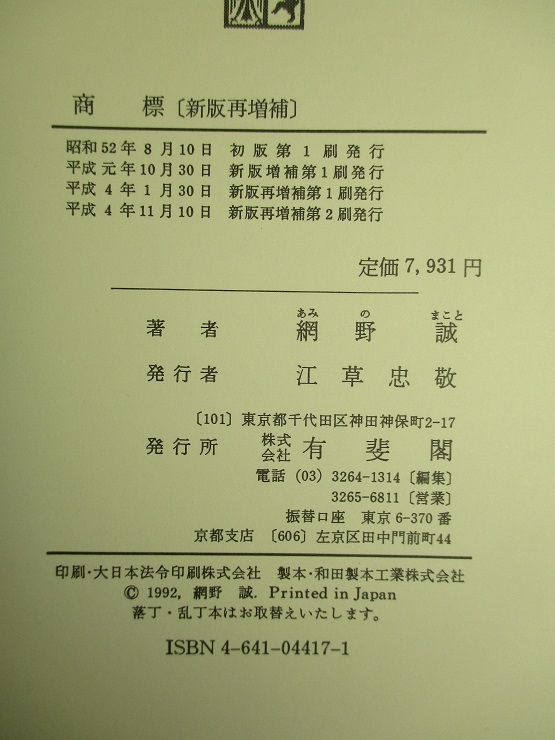 商　標〔新版再増補〕
昭和52年 8 月10日　初 版 第 1 刷 発 行
平成元年10月30日　新版増補第1刷発行
平成 4 年 1 月30日　新版再増補第1刷発行
平成 4 年11月10日　新版再増補第2刷発行
定価 7,931 円
あみ　の　まこと
著　者　網　野　誠
発 行 者　江 草 忠 敬
〔101〕東京都千代田区神田神保町2-17
発 行 所　株式会社　有　斐　閣
電話（03）3264-1314〔編集〕
3265-6811〔営業〕
振替口座　東京6-370番
京都支店　〔606〕左京区田中門前町44
印刷・大日本法令印刷株式会社　製本・和田製本工業株式会社
© 1992, 網野　誠. Printed in Japan
落丁・乱丁本はお取替えいたします。
ISBN 4-641-04417-1